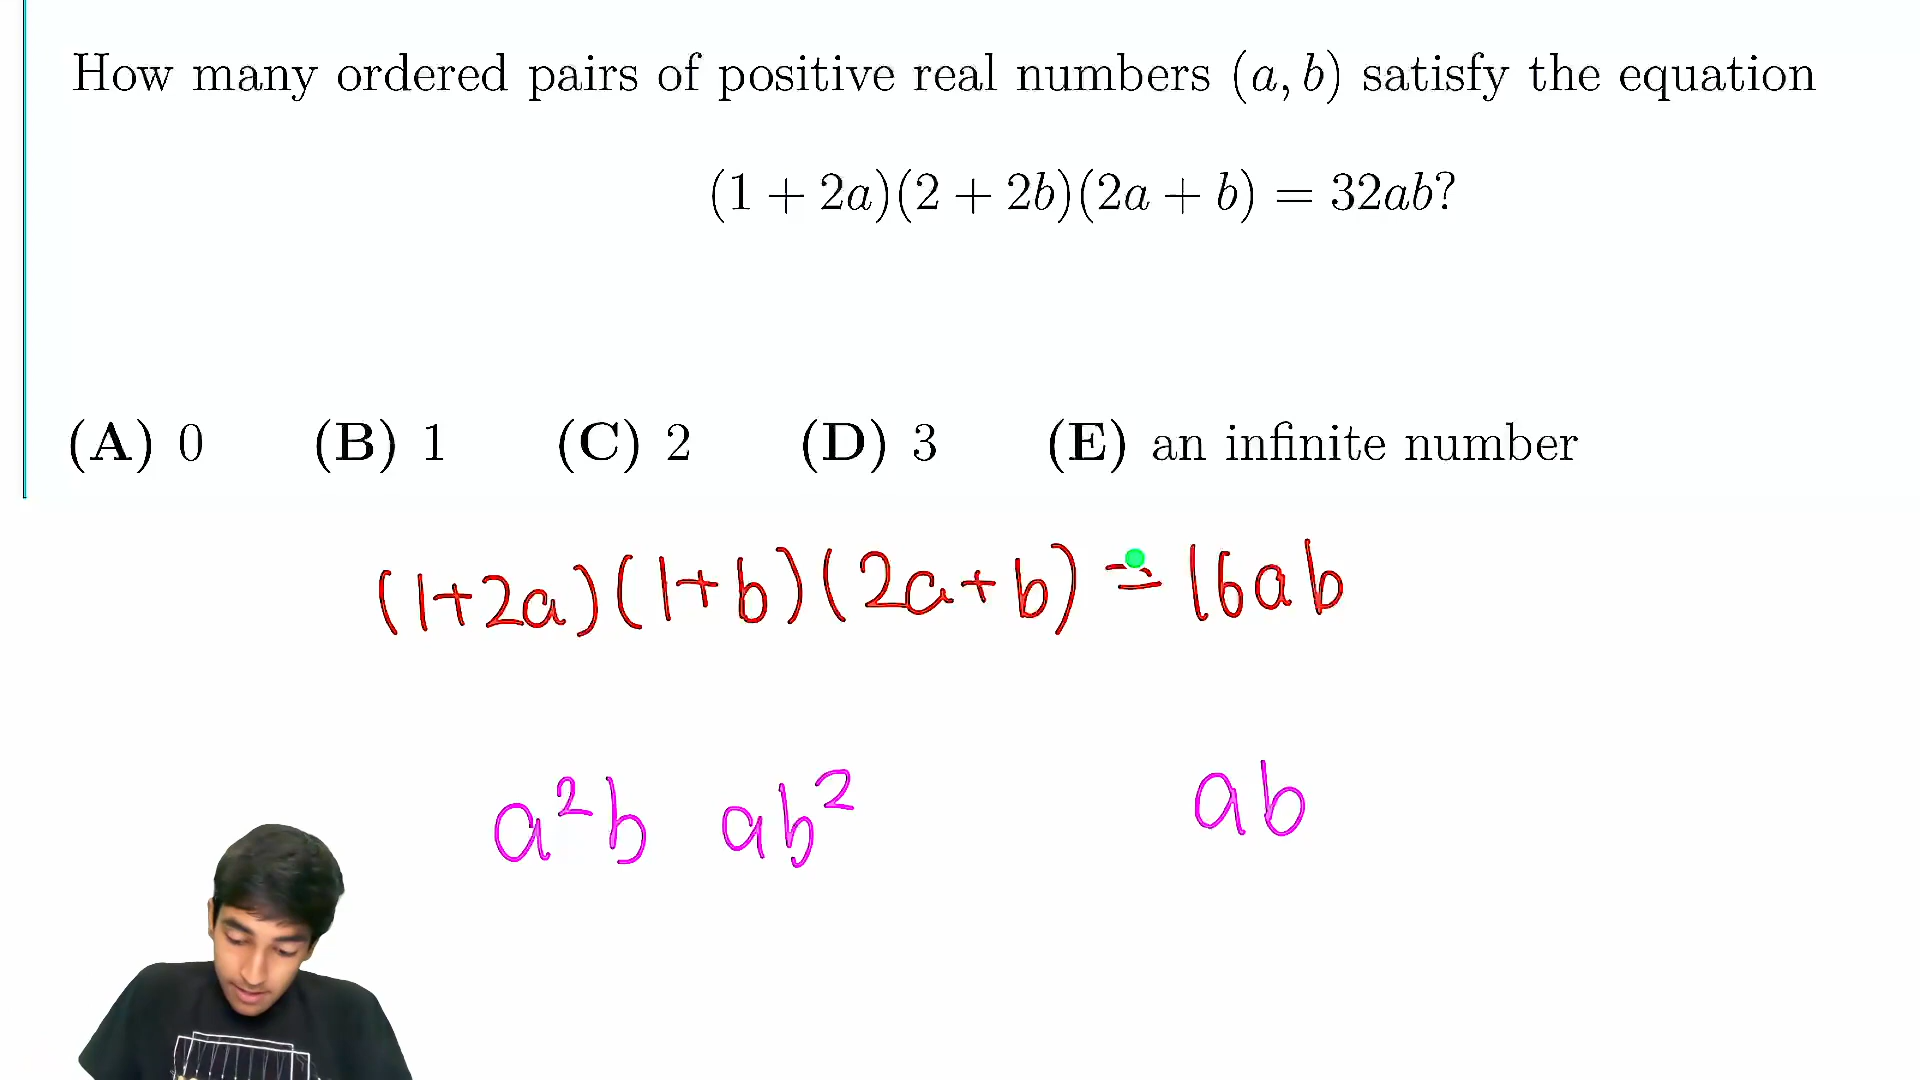 How many ordered pairs of positive real numbers (a, b) satisfy the equation
(1 + 2a)(2 + 2b)(2a + b) = 32ab?
(A) 0 (B) 1 (C) 2 (D) 3 (E) an infinite number
(1+2a)(1+b)(2a+b) = 16ab
a²b ab² ab